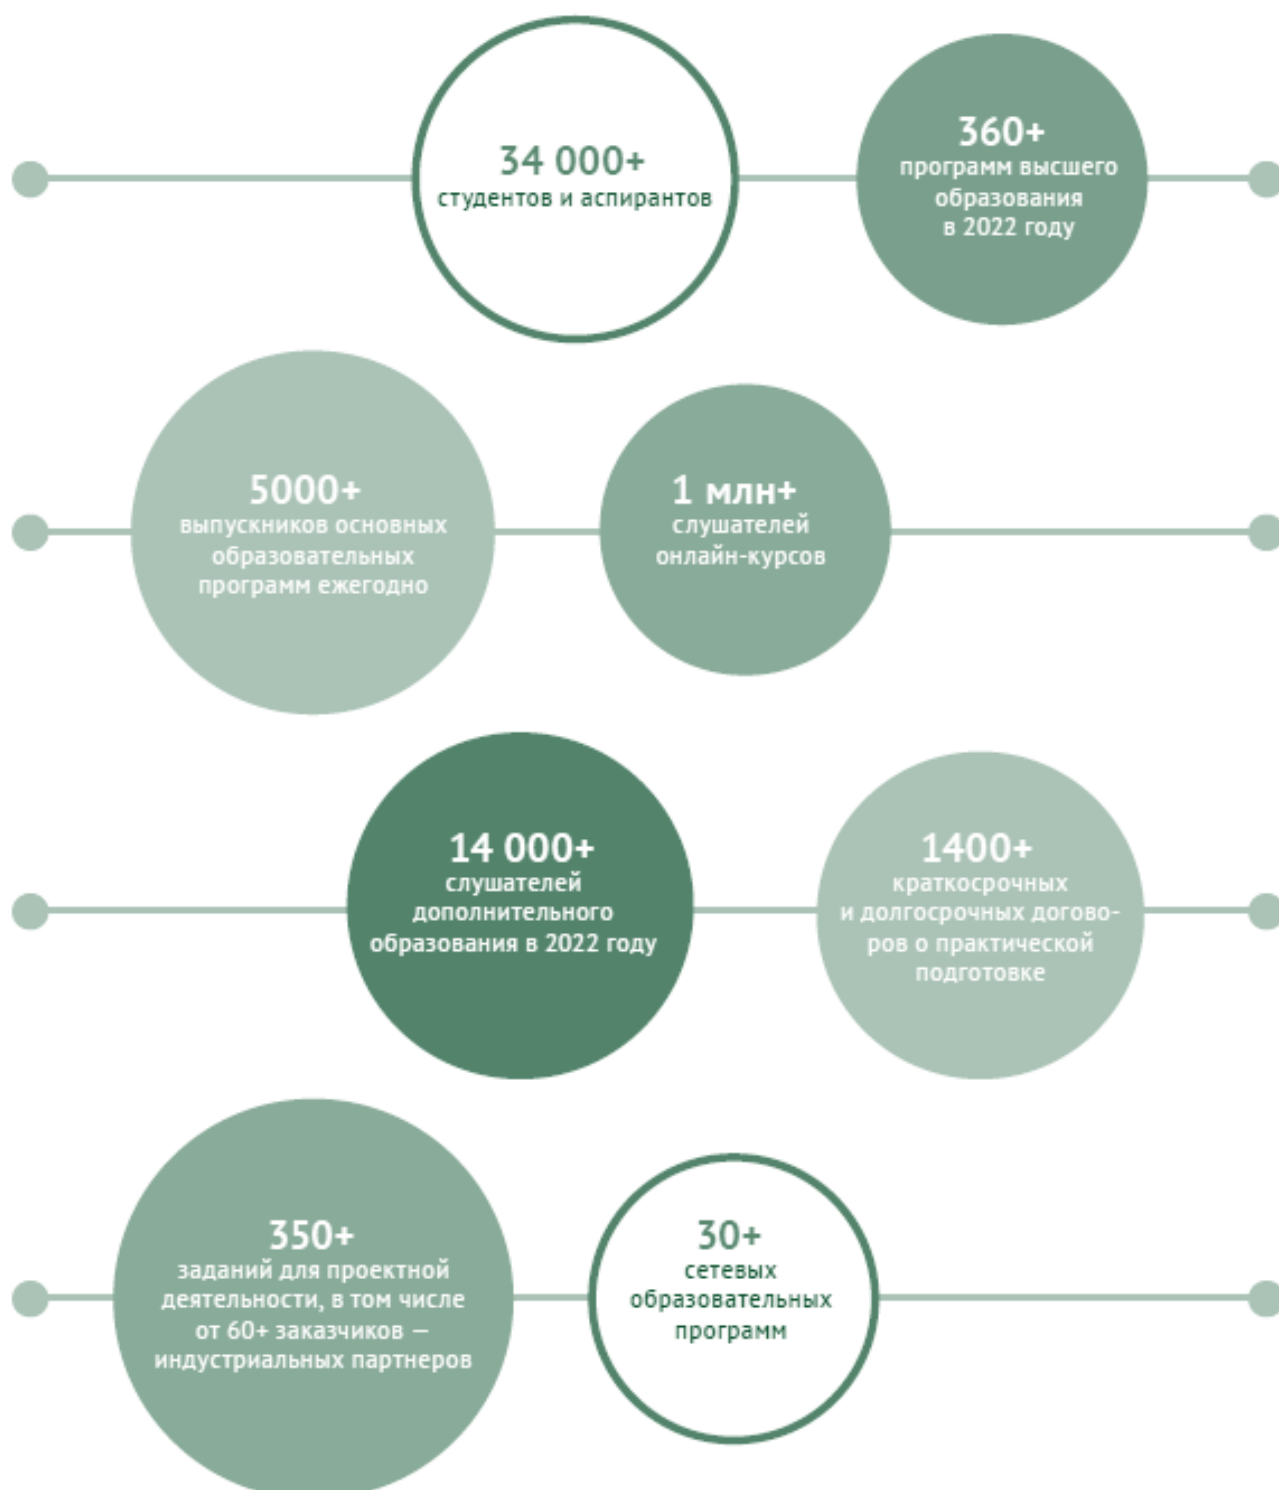 34 000+
студентов и аспирантов
360+
программ высшего
образования
в 2022 году
5000+
выпускников основных
образовательных
программ ежегодно
1 млн+
слушателей
онлайн-курсов
14 000+
слушателей
дополнительного
образования в 2022 году
1400+
краткосрочных
и долгосрочных догово-
ров о практической
подготовке
350+
заданий для проектной
деятельности, в том числе
от 60+ заказчиков —
индустриальных партнеров
30+
сетевых
образовательных
программ